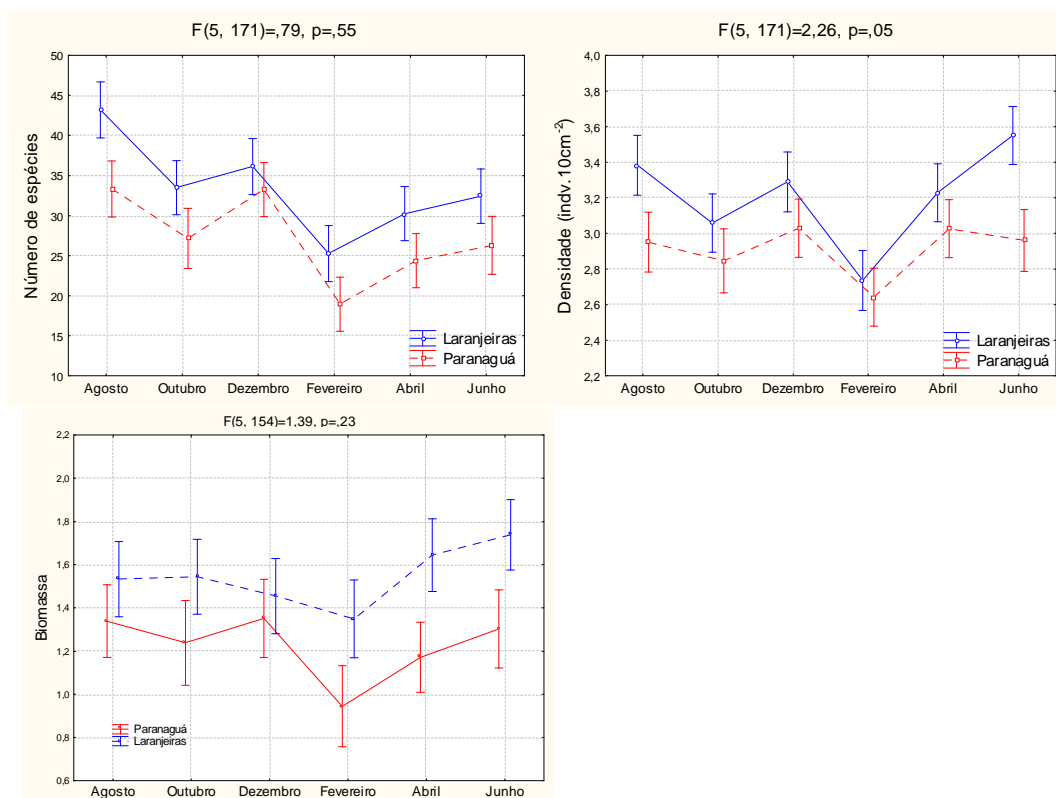 F(5, 171)=,79, p=,55
Número de espécies
50
45
40
35
30
25
20
15
10
Laranjeiras
Paranaguá
Agosto Outubro Dezembro Fevereiro Abril Junho
F(5, 171)=2,26, p=,05
Densidade (indv.10cm⁻²)
4,0
3,8
3,6
3,4
3,2
3,0
2,8
2,6
2,4
2,2
Laranjeiras
Paranaguá
Agosto Outubro Dezembro Fevereiro Abril Junho
F(5, 154)=1,39, p=,23
Biomassa
2,2
2,0
1,8
1,6
1,4
1,2
1,0
0,8
0,6
Paranaguá
Laranjeiras
Agosto Outubro Dezembro Fevereiro Abril Junho